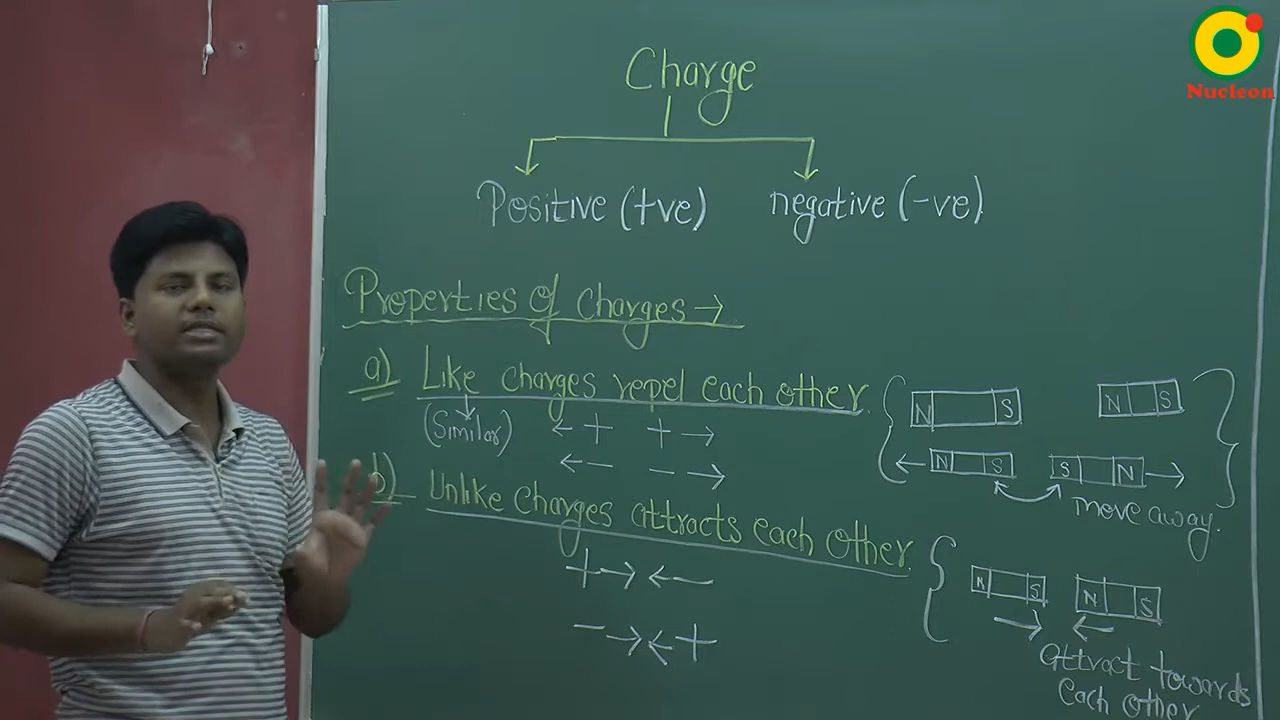 Nucleon
Charge
Positive (+ve) negative (-ve)
Properties of Charges →
a) Like charges repel each other
(Similar) ← + + →
← − − →
N S N S
N S S N
move away.
b) Unlike Charges attracts each other
+ → ← −
− → ← +
N S N S
attract towards
each other